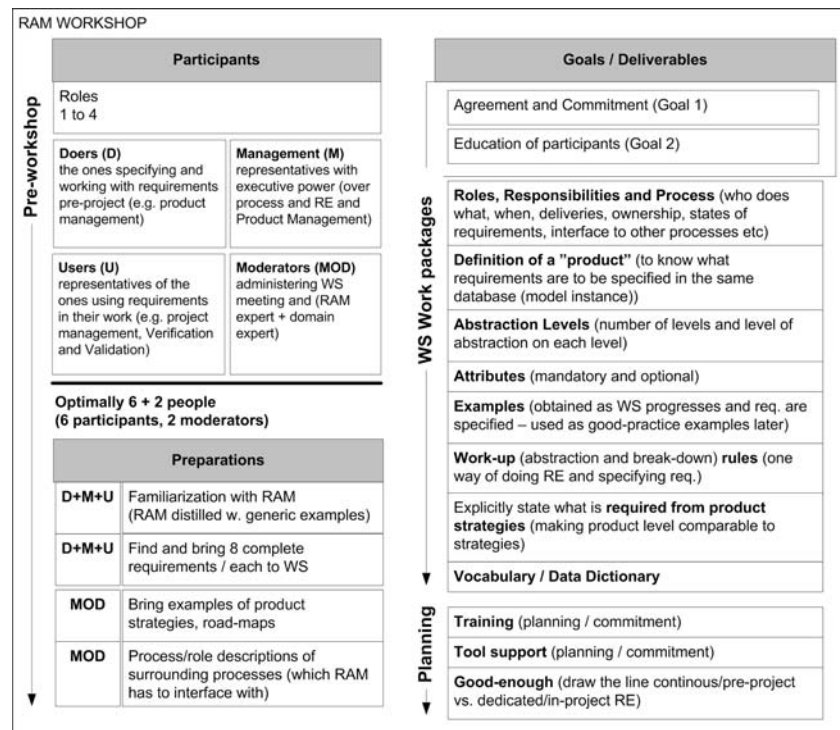 RAM WORKSHOP
Pre-workshop
Participants
Roles
1 to 4
Doers (D)
the ones specifying and
working with requirements
pre-project (e.g. product
management)
Management (M)
representatives with
executive power (over
process and RE and
Product Management)
Users (U)
representatives of the
ones using requirements
in their work (e.g. project
management, Verification
and Validation)
Moderators (MOD)
administering WS
meeting and (RAM
expert + domain
expert)
Optimally 6 + 2 people
(6 participants, 2 moderators)
Preparations
D+M+U
Familiarization with RAM
(RAM distilled w. generic examples)
D+M+U
Find and bring 8 complete
requirements / each to WS
MOD
Bring examples of product
strategies, road-maps
MOD
Process/role descriptions of
surrounding processes (which RAM
has to interface with)
Goals / Deliverables
Agreement and Commitment (Goal 1)
Education of participants (Goal 2)
WS Work packages
Roles, Responsibilities and Process (who does
what, when, deliveries, ownership, states of
requirements, interface to other processes etc)
Definition of a ”product” (to know what
requirements are to be specified in the same
database (model instance))
Abstraction Levels (number of levels and level of
abstraction on each level)
Attributes (mandatory and optional)
Examples (obtained as WS progresses and req. are
specified – used as good-practice examples later)
Work-up (abstraction and break-down) rules (one
way of doing RE and specifying req.)
Explicitly state what is required from product
strategies (making product level comparable to
strategies)
Vocabulary / Data Dictionary
Planning
Training (planning / commitment)
Tool support (planning / commitment)
Good-enough (draw the line continous/pre-project
vs. dedicated/in-project RE)